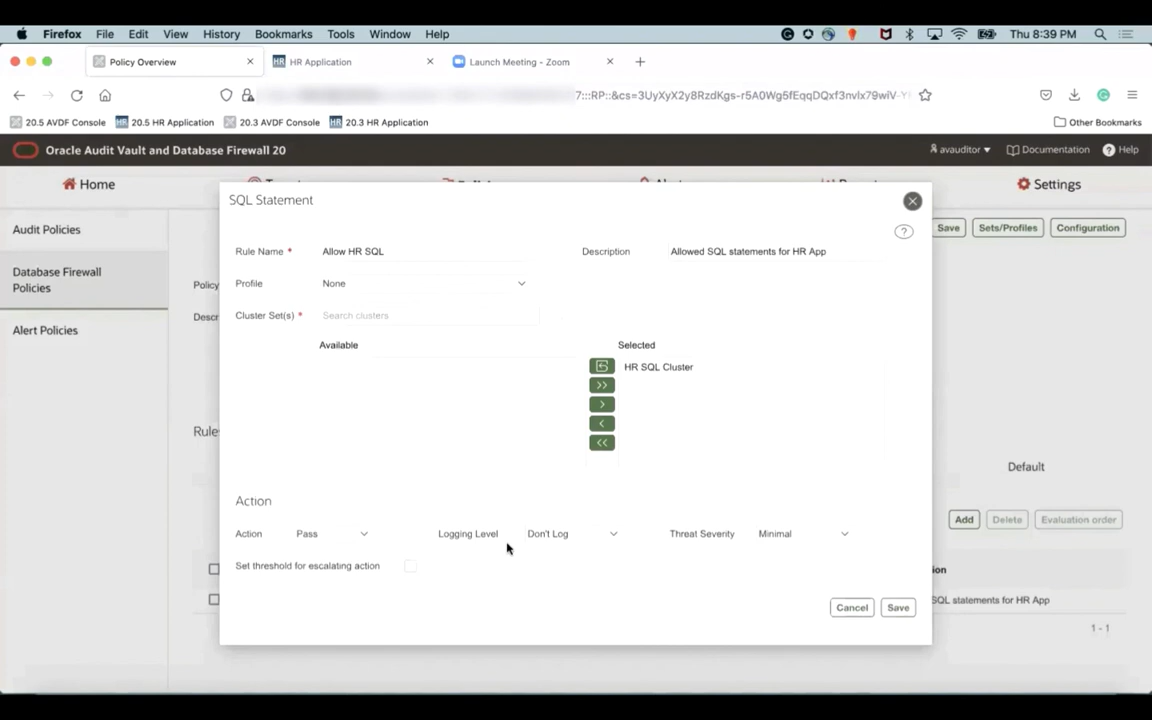 Firefox File Edit View History Bookmarks Tools Window Help Thu 8:39 PM
Policy Overview HR HR Application Launch Meeting - Zoom
7:::RP::&cs=3UyXyX2y8RzdKgs-r5A0Wg5fEqqDQxf3nvlx79wiV-Y
20.5 AVDF Console HR 20.5 HR Application 20.3 AVDF Console HR 20.3 HR Application Other Bookmarks
Oracle Audit Vault and Database Firewall 20 avauditor Documentation ? Help
Home Settings
SQL Statement
Audit Policies
Save Sets/Profiles Configuration
?
Rule Name * Allow HR SQL Description Allowed SQL statements for HR App
Database Firewall
Policies
Policy
Profile None
Descr
Cluster Set(s) * Search clusters
Alert Policies
Available Selected
HR SQL Cluster
Rules
Default
Action
Add Delete Evaluation order
Action Pass Logging Level Don't Log Threat Severity Minimal
Set threshold for escalating action
ion
Cancel Save
SQL statements for HR App
1 - 1